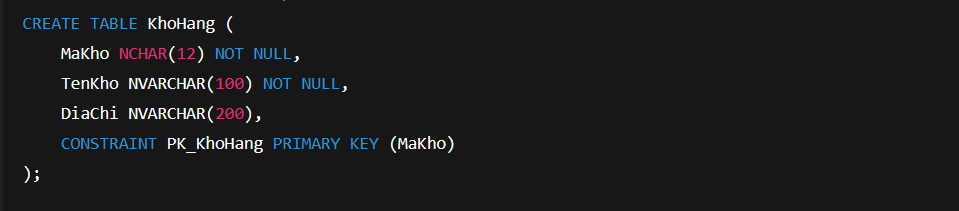 CREATE TABLE KhoHang (
    MaKho NCHAR(12) NOT NULL,
    TenKho NVARCHAR(100) NOT NULL,
    DiaChi NVARCHAR(200),
    CONSTRAINT PK_KhoHang PRIMARY KEY (MaKho)
);